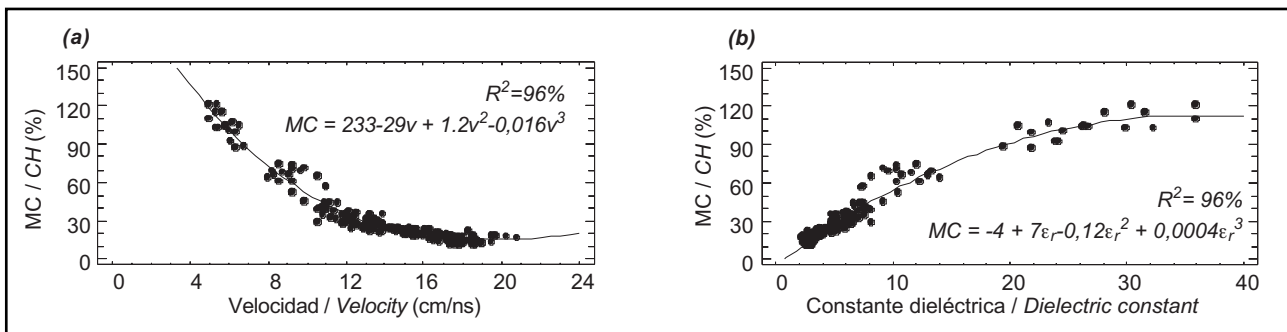 (a)
150
120
90
60
30
0
MC / CH (%)
R²=96%
MC = 233-29v + 1.2v²-0,016v³
0 4 8 12 16 20 24
Velocidad / Velocity (cm/ns)
(b)
150
120
90
60
30
0
MC / CH (%)
R²= 96%
MC = -4 + 7εr-0,12εr² + 0,0004εr³
0 10 20 30 40
Constante dieléctrica / Dielectric constant